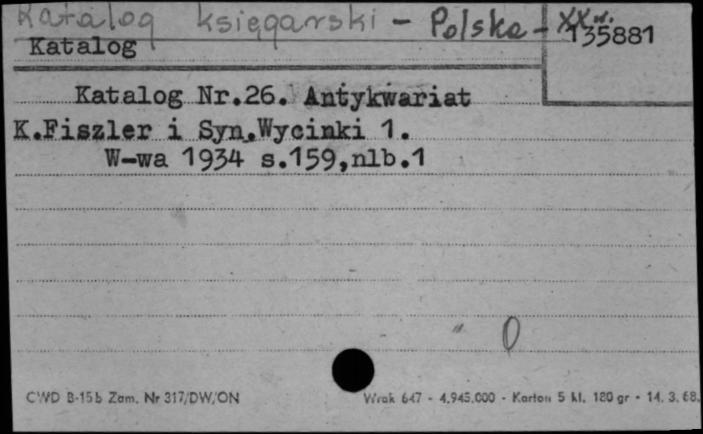 Katalog księgarski - Polska - XX w.
Katalog 135881
Katalog Nr.26. Antykwariat
K.Fiszler i Syn.Wycinki 1.
W-wa 1934 s.159,nlb.1
" 0
CWD B-15b Zam. Nr 317/DW/ON Wrak 647 - 4.945.000 - Karton 5 kl. 180 gr - 14. 3. 68.